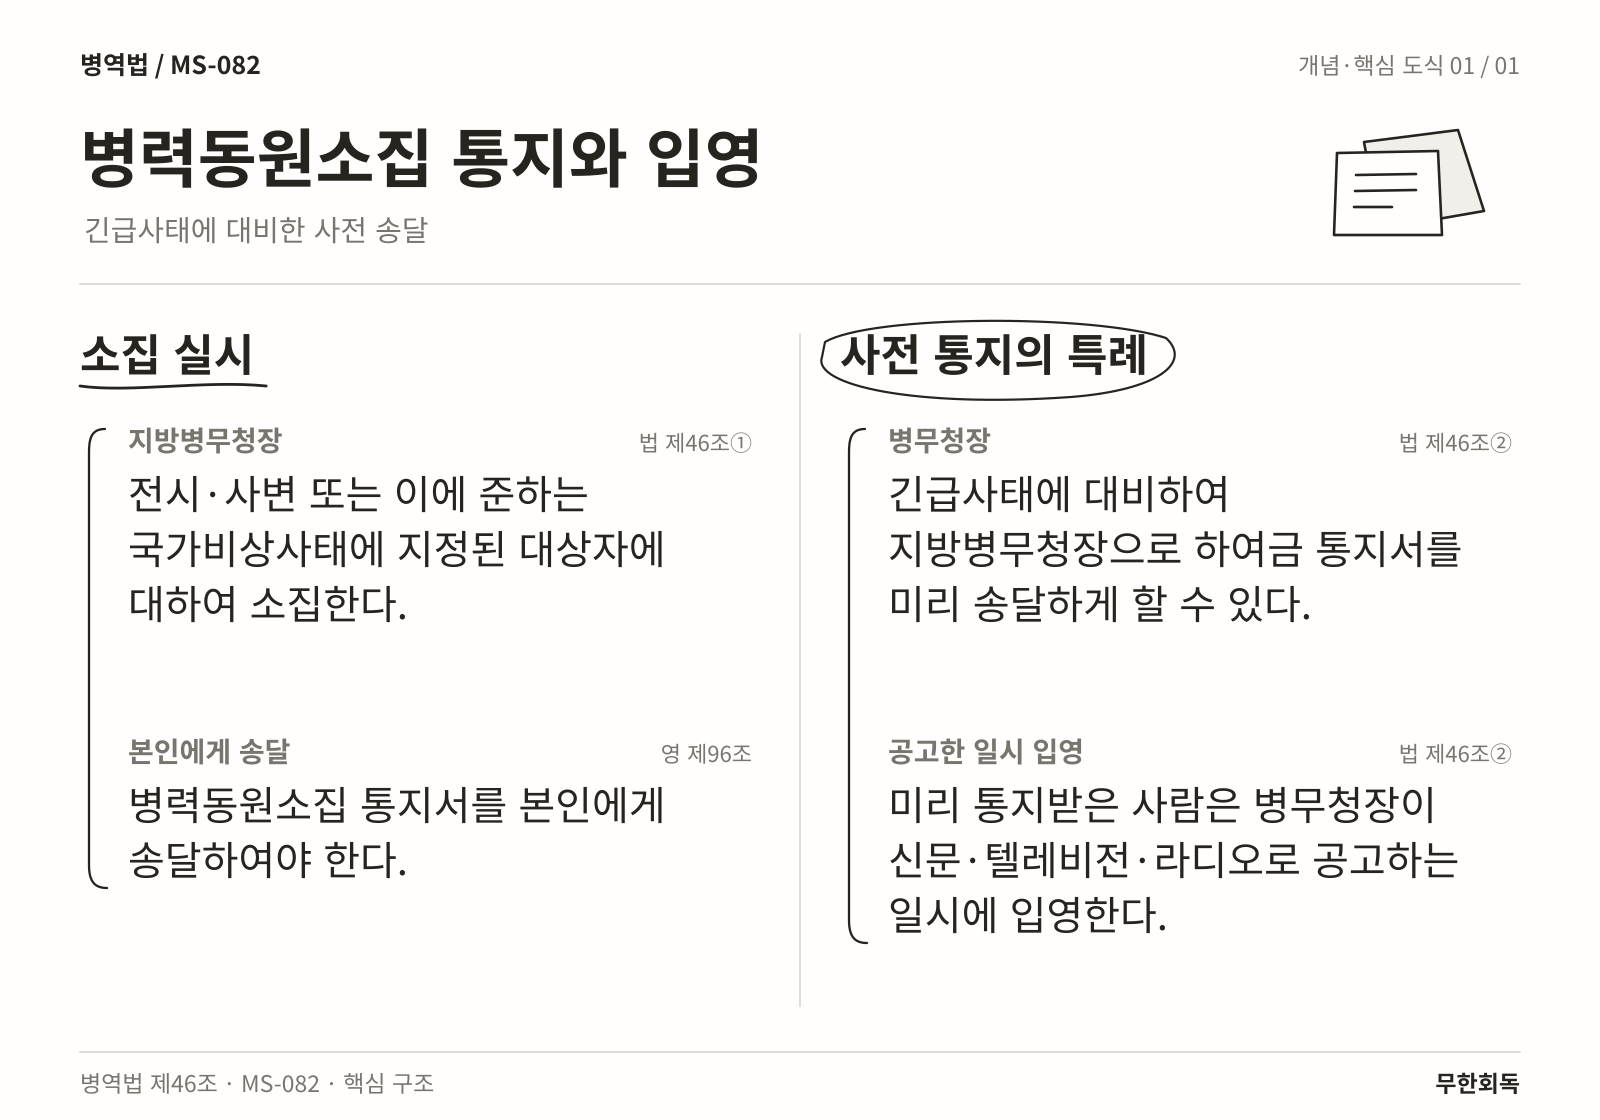 병역법 / MS-082
개념·핵심 도식 01 / 01
병력동원소집 통지와 입영
긴급사태에 대비한 사전 송달
소집 실시
지방병무청장
법 제46조①
전시·사변 또는 이에 준하는
국가비상사태에 지정된 대상자에
대하여 소집한다.
본인에게 송달
영 제96조
병력동원소집 통지서를 본인에게
송달하여야 한다.
사전 통지의 특례
병무청장
법 제46조②
긴급사태에 대비하여
지방병무청장으로 하여금 통지서를
미리 송달하게 할 수 있다.
공고한 일시 입영
법 제46조②
미리 통지받은 사람은 병무청장이
신문·텔레비전·라디오로 공고하는
일시에 입영한다.
병역법 제46조 · MS-082 · 핵심 구조
무한회독